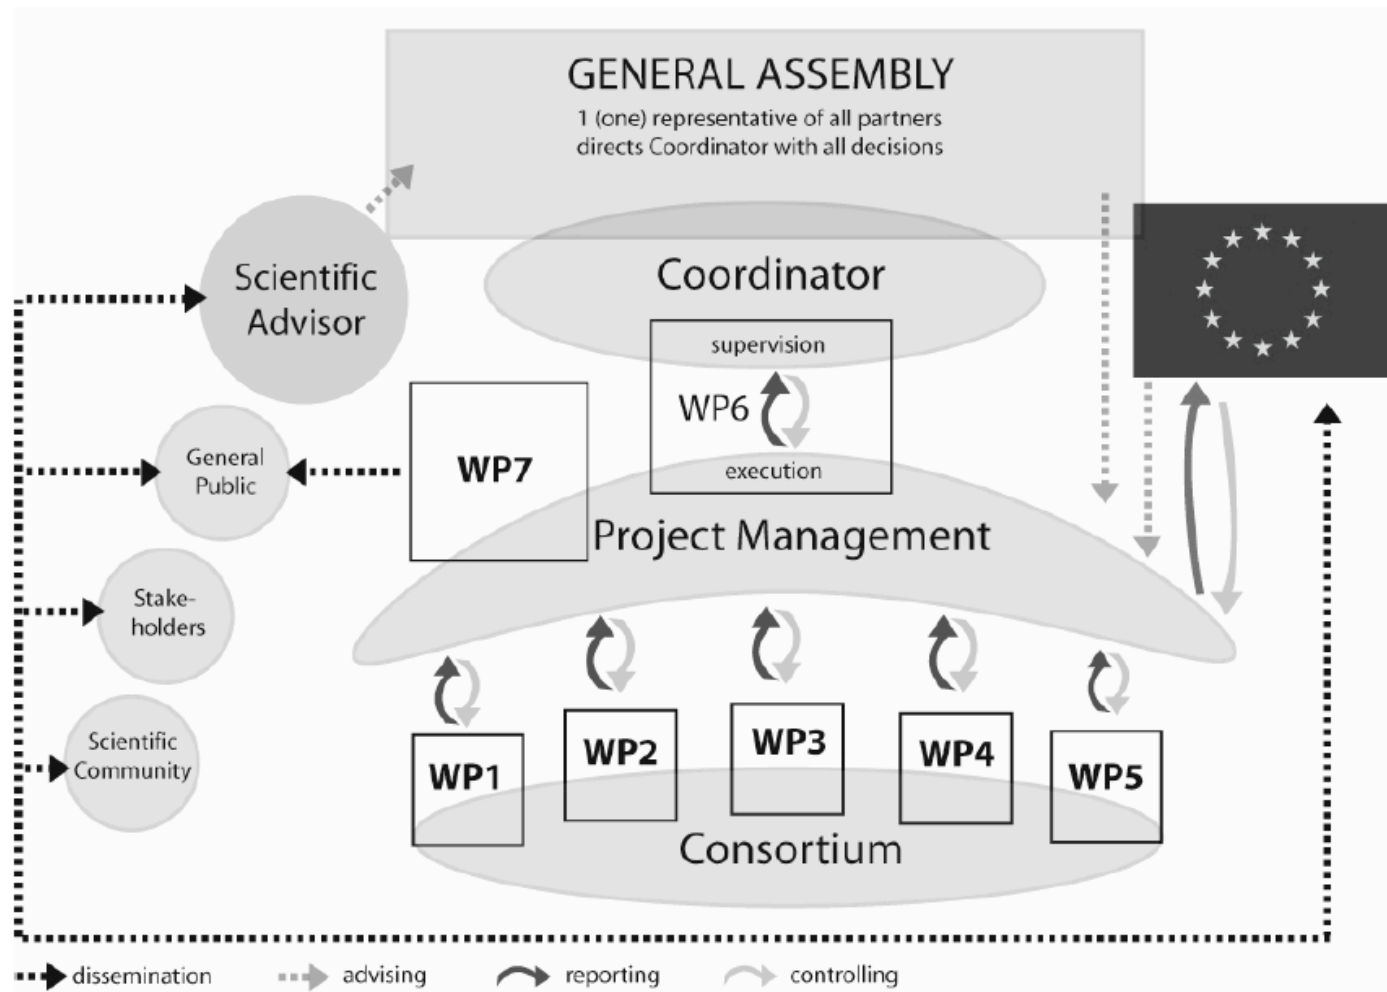 GENERAL ASSEMBLY
1 (one) representative of all partners
directs Coordinator with all decisions
Scientific
Advisor
Coordinator
supervision
WP6
execution
General
Public
WP7
Project Management
Stake-
holders
Scientific
Community
WP1
WP2
WP3
WP4
WP5
Consortium
dissemination
advising
reporting
controlling